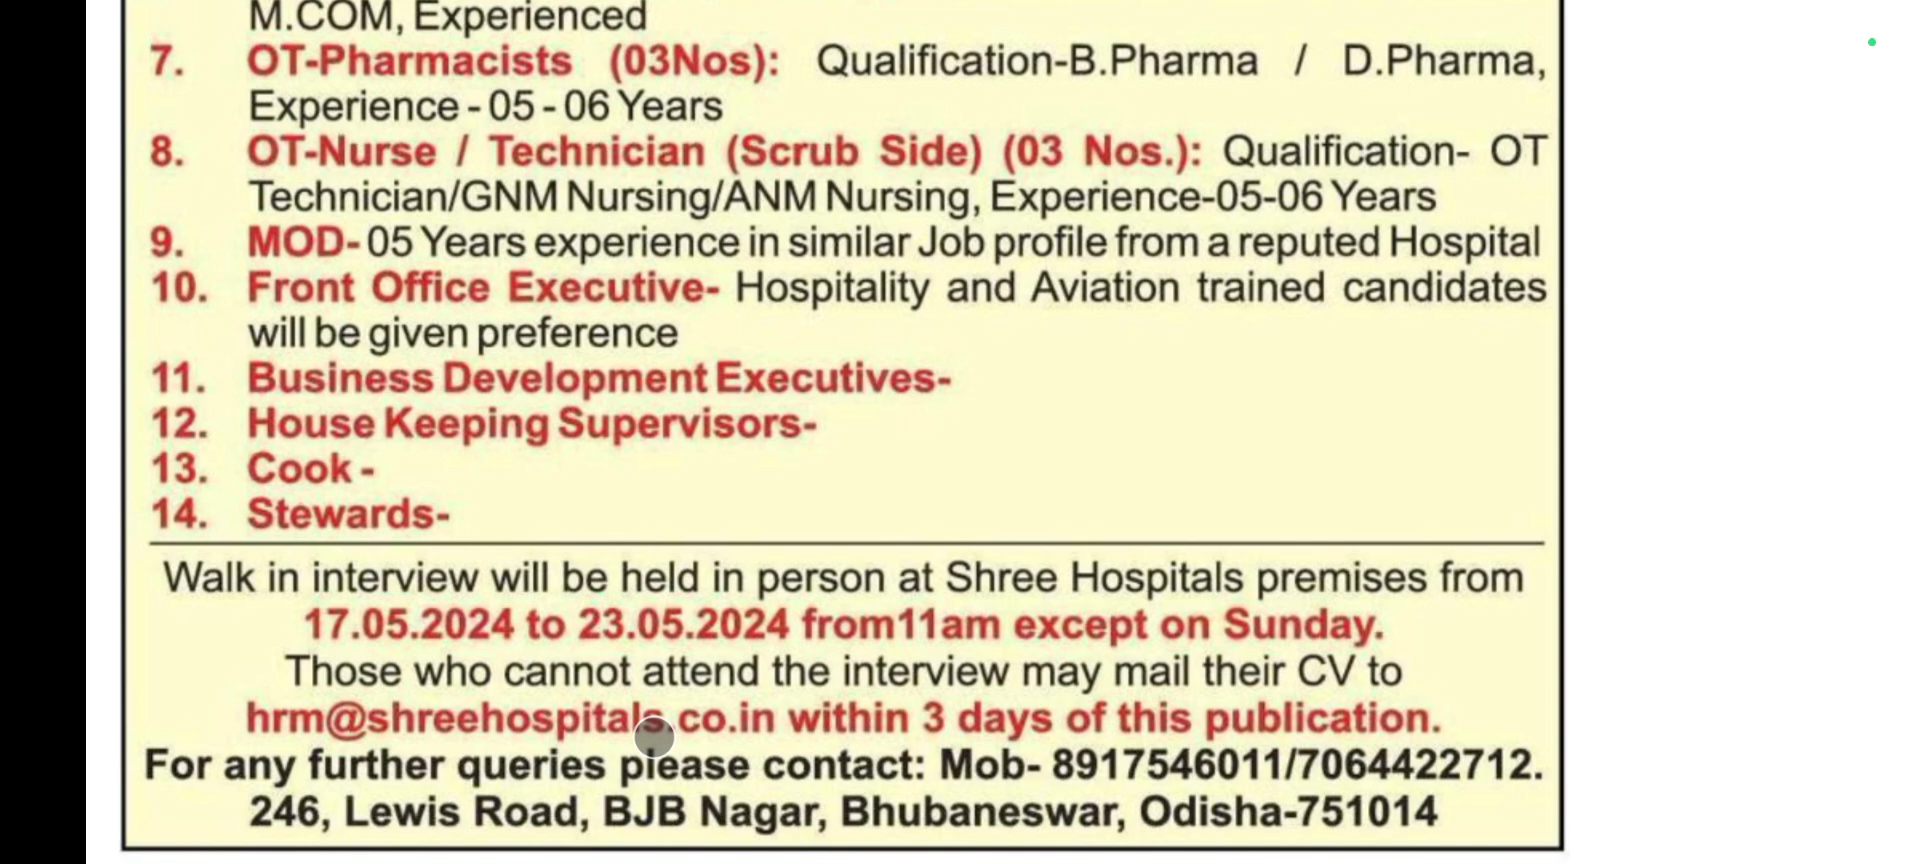 M.COM, Experienced
7. OT-Pharmacists (03Nos): Qualification-B.Pharma / D.Pharma,
Experience - 05 - 06 Years
8. OT-Nurse / Technician (Scrub Side) (03 Nos.): Qualification- OT
Technician/GNM Nursing/ANM Nursing, Experience-05-06 Years
9. MOD- 05 Years experience in similar Job profile from a reputed Hospital
10. Front Office Executive- Hospitality and Aviation trained candidates
will be given preference
11. Business Development Executives-
12. House Keeping Supervisors-
13. Cook -
14. Stewards-
Walk in interview will be held in person at Shree Hospitals premises from
17.05.2024 to 23.05.2024 from11am except on Sunday.
Those who cannot attend the interview may mail their CV to
hrm@shreehospitals.co.in within 3 days of this publication.
For any further queries please contact: Mob- 8917546011/7064422712.
246, Lewis Road, BJB Nagar, Bhubaneswar, Odisha-751014